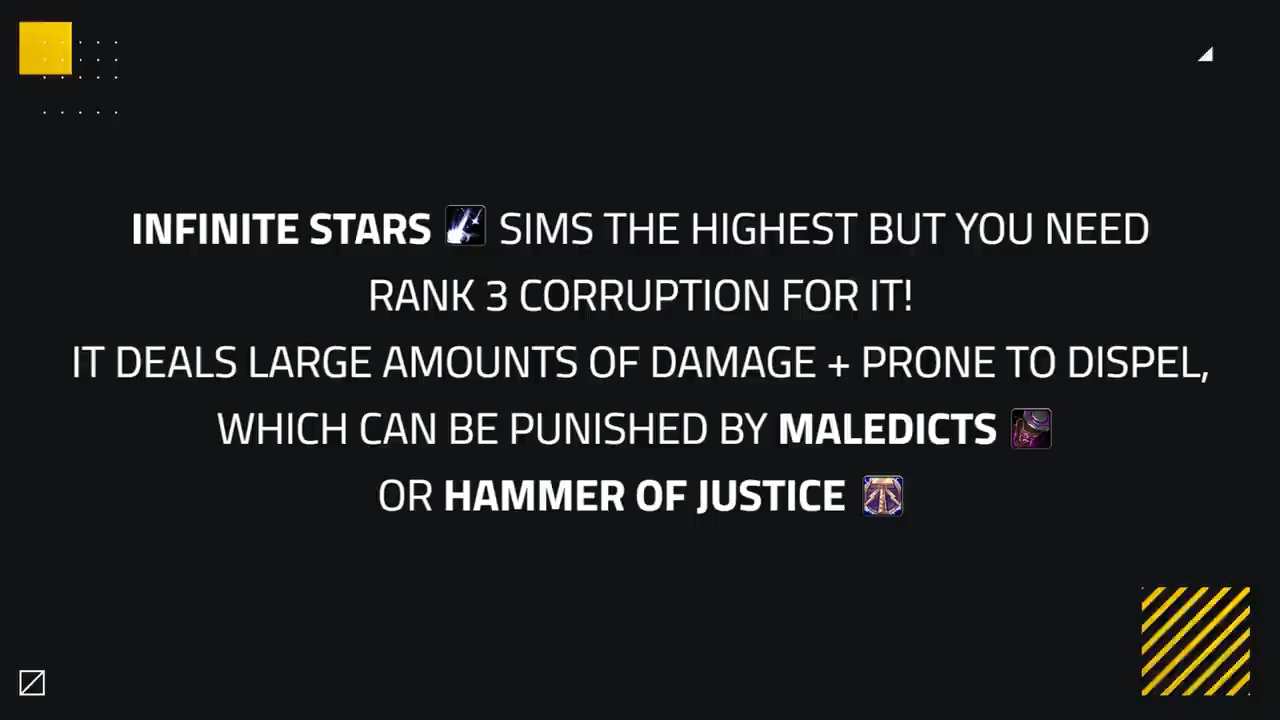 INFINITE STARS SIMS THE HIGHEST BUT YOU NEED
RANK 3 CORRUPTION FOR IT!
IT DEALS LARGE AMOUNTS OF DAMAGE + PRONE TO DISPEL,
WHICH CAN BE PUNISHED BY MALEDICTS
OR HAMMER OF JUSTICE